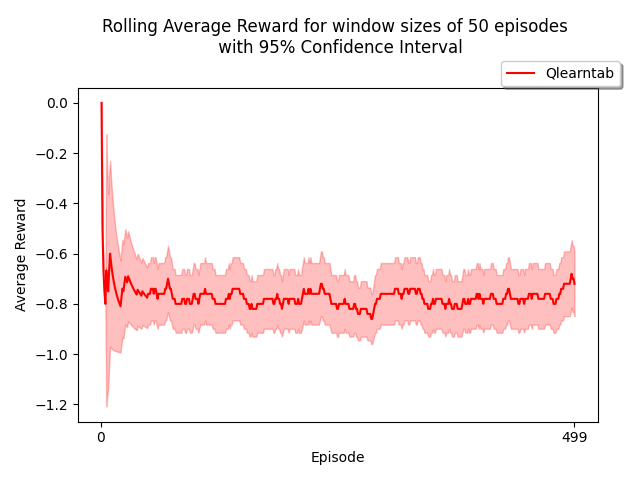 Rolling Average Reward for window sizes of 50 episodes
with 95% Confidence Interval
Qlearntab
0.0
−0.2
−0.4
−0.6
−0.8
−1.0
−1.2
Average Reward
0
499
Episode